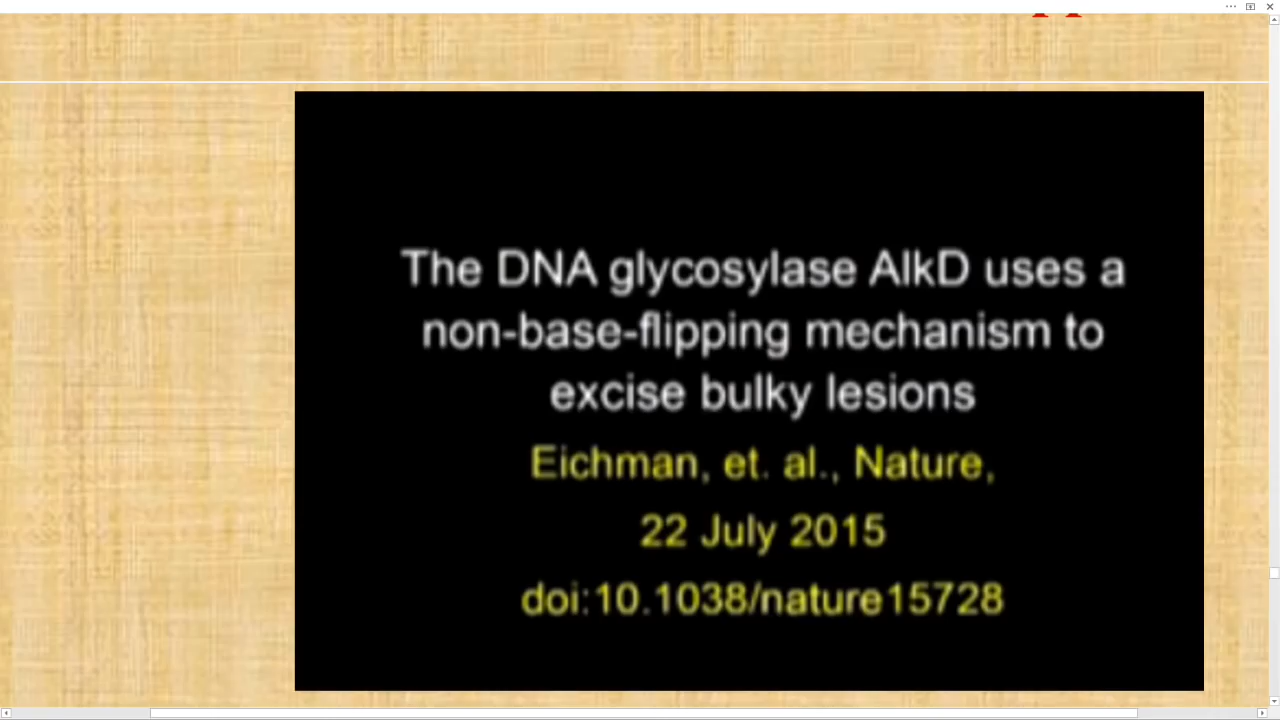 The DNA glycosylase AlkD uses a
non-base-flipping mechanism to
excise bulky lesions
Eichman, et. al., Nature,
22 July 2015
doi:10.1038/nature15728